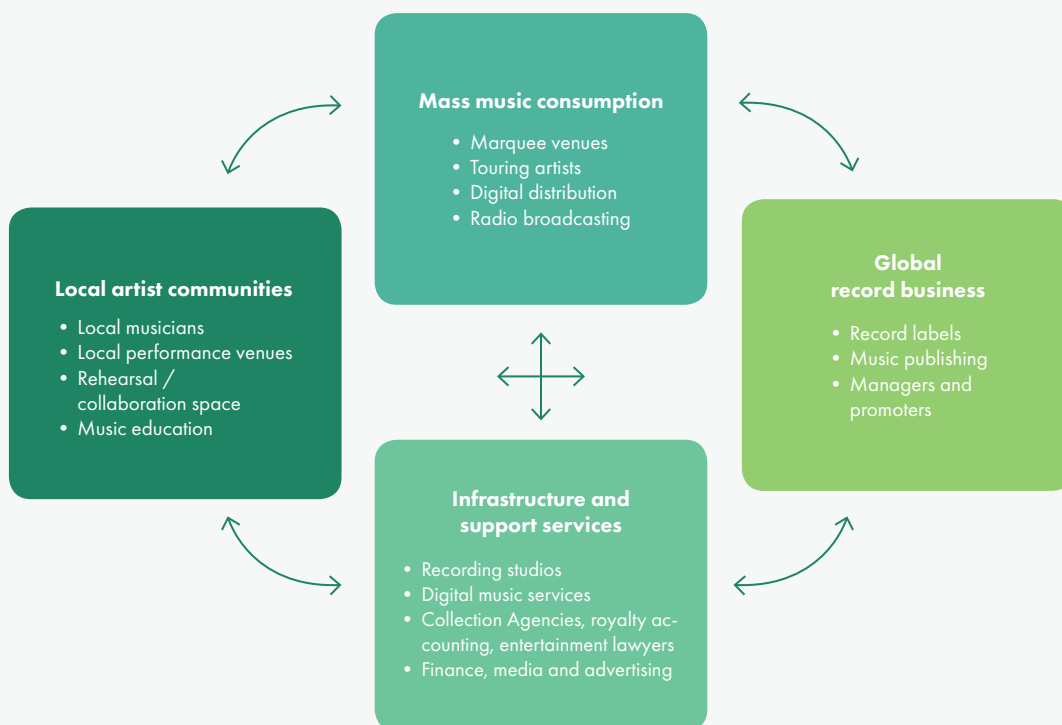 Mass music consumption
• Marquee venues
• Touring artists
• Digital distribution
• Radio broadcasting
Local artist communities
• Local musicians
• Local performance venues
• Rehearsal /
collaboration space
• Music education
Global
record business
• Record labels
• Music publishing
• Managers and
promoters
Infrastructure and
support services
• Recording studios
• Digital music services
• Collection Agencies, royalty ac-
counting, entertainment lawyers
• Finance, media and advertising